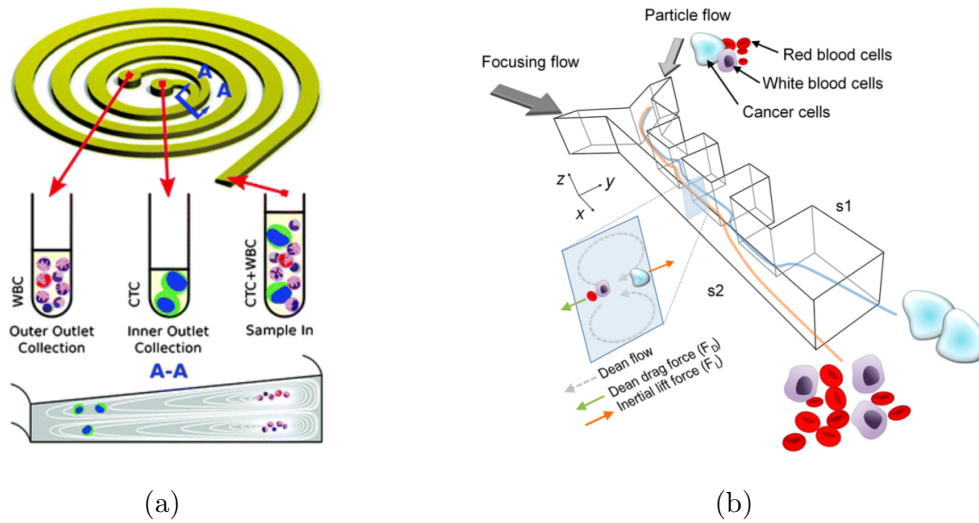 A
A
WBC
CTC
CTC+WBC
Outer Outlet
Collection
Inner Outlet
Collection
Sample In
A-A
(a)
Particle flow
Focusing flow
Red blood cells
White blood cells
Cancer cells
z
y
x
s1
s2
Dean flow
Dean drag force (F_D)
Inertial lift force (F_L)
(b)